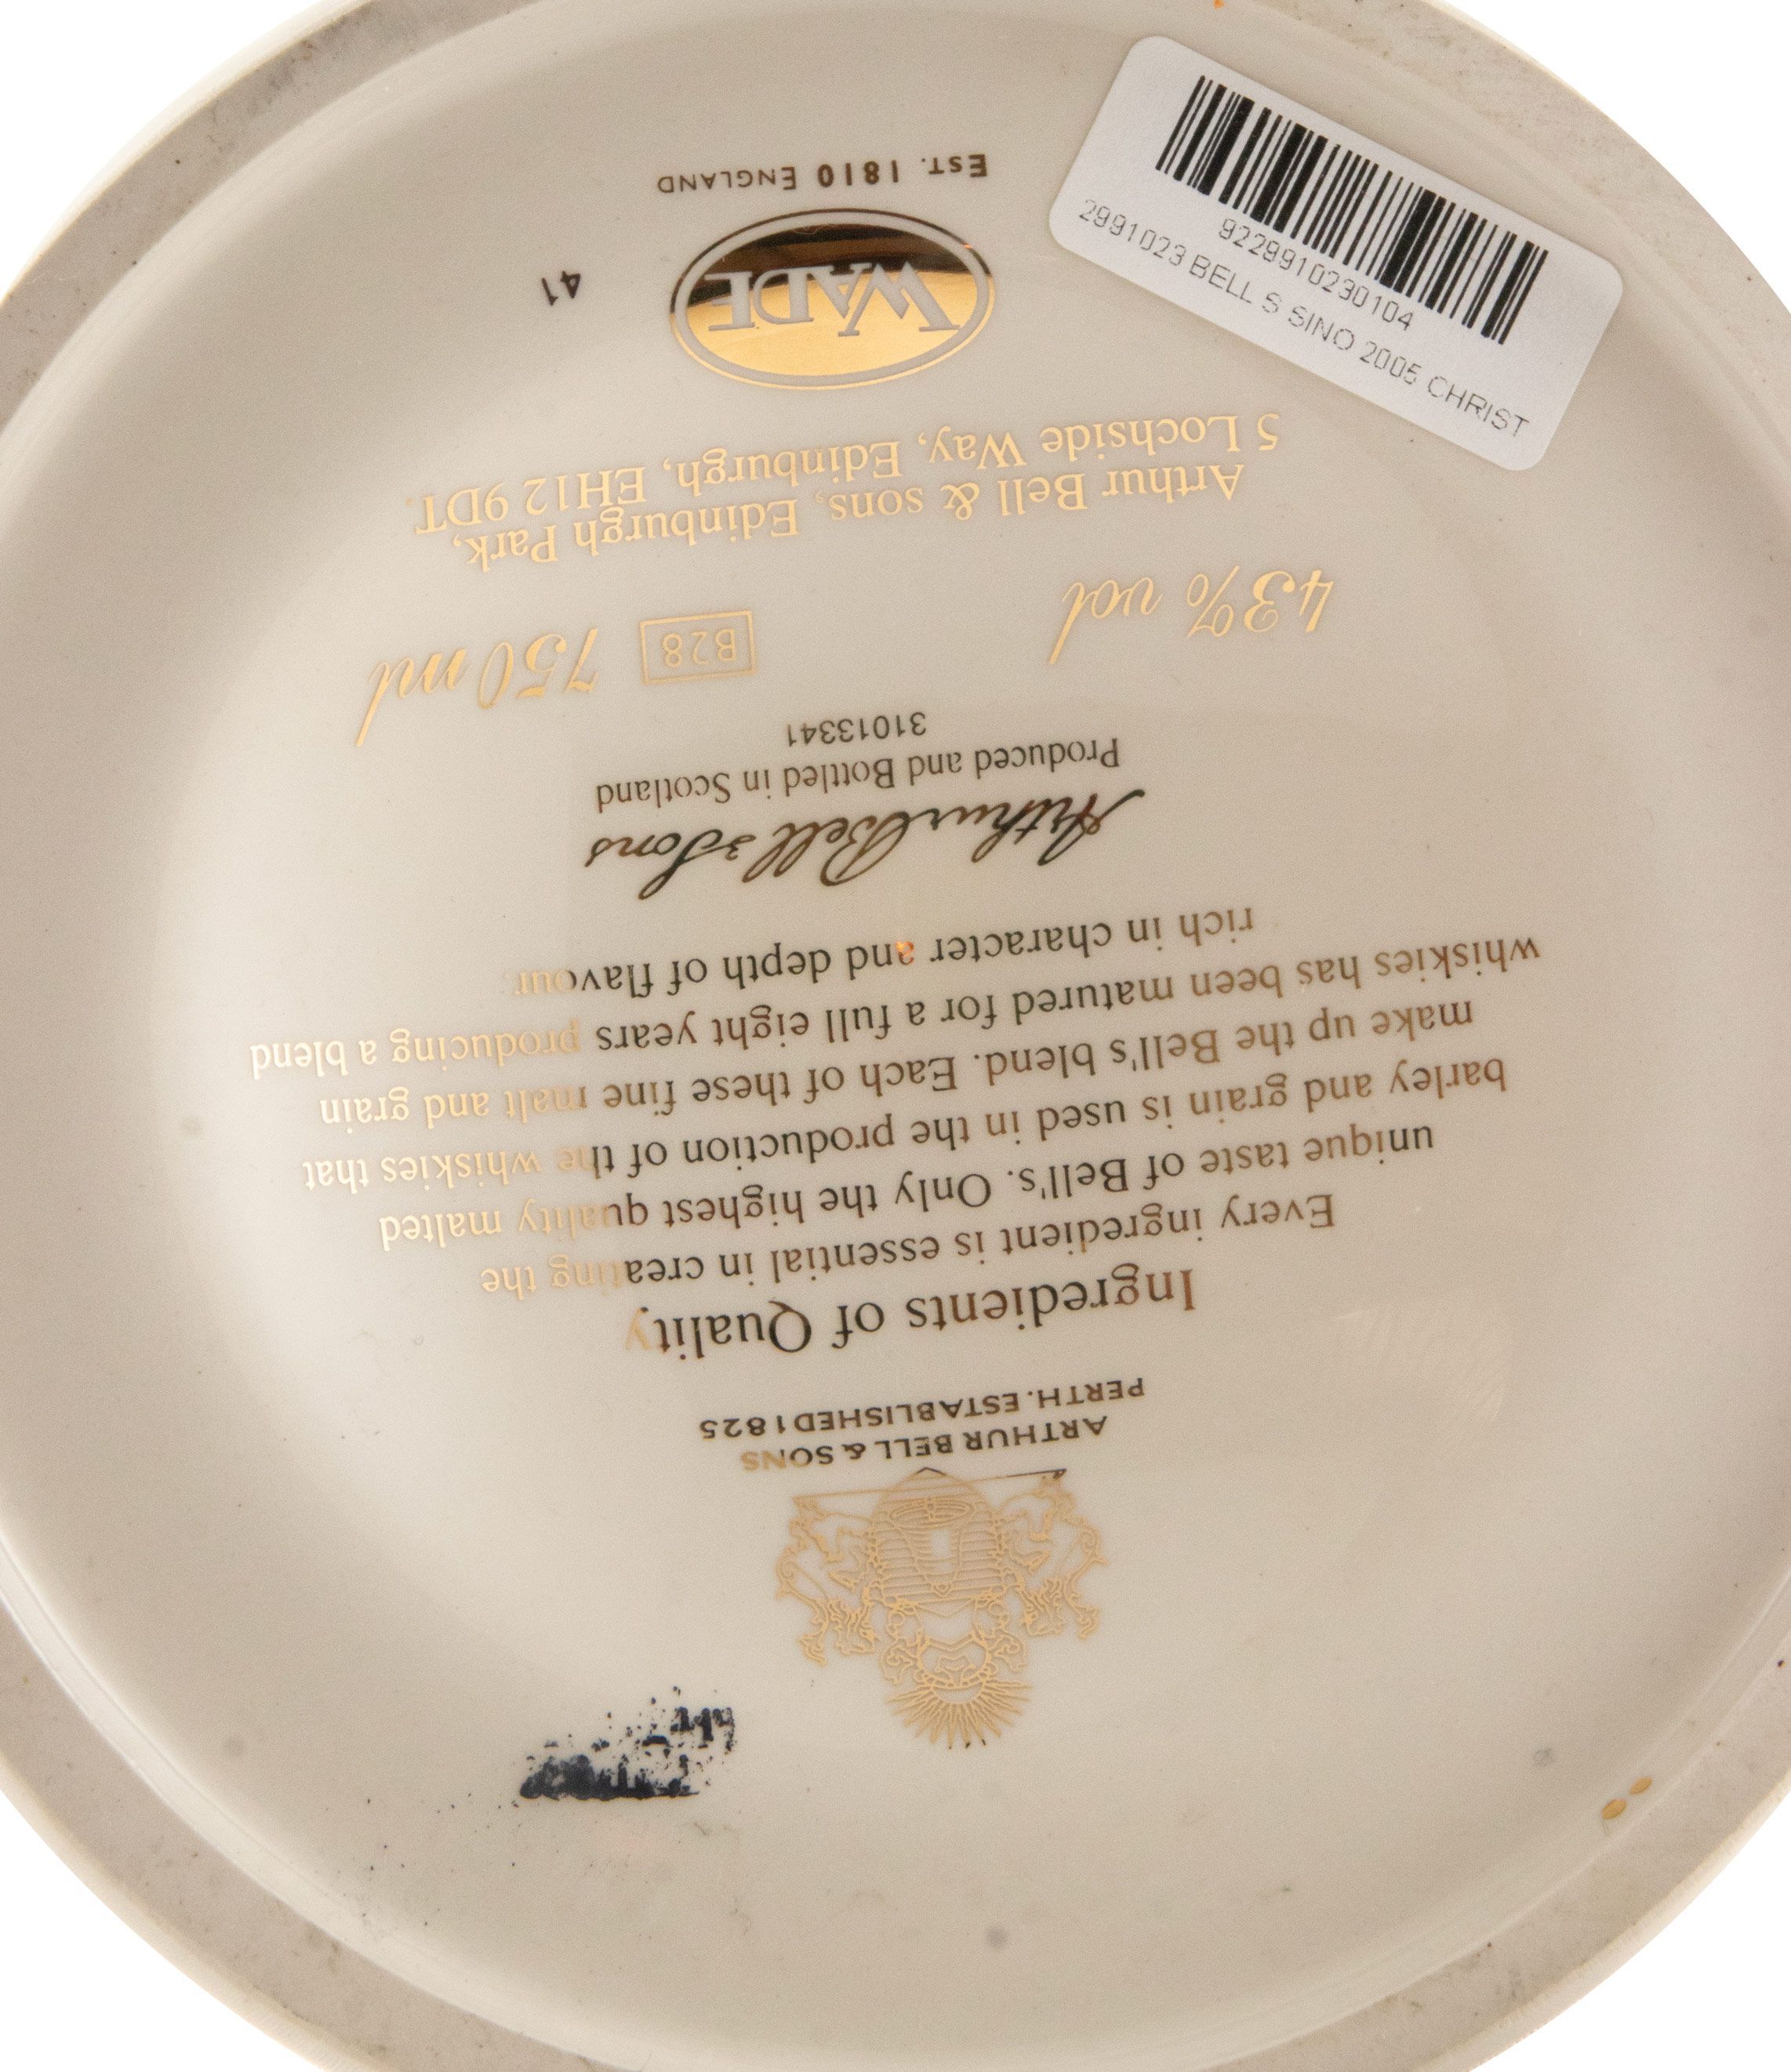 ARTHUR BELL & SONS
PERTH. ESTABLISHED 1825
Ingredients of Quality
Every ingredient is essential in creating the
unique taste of Bell's. Only the highest quality malted
barley and grain is used in the production of the whiskies that
make up the Bell's blend. Each of these fine malt and grain
whiskies has been matured for a full eight years producing a blend
rich in character and depth of flavour.
Arthur Bell & Sons
Produced and Bottled in Scotland
31013341
43% vol B28 750 ml
Arthur Bell & sons, Edinburgh Park,
5 Lochside Way, Edinburgh, EH12 9DT.
WADE
41
EST. 1810 ENGLAND
9229910230104
2991023 BELL S SINO 2005 CHRIST